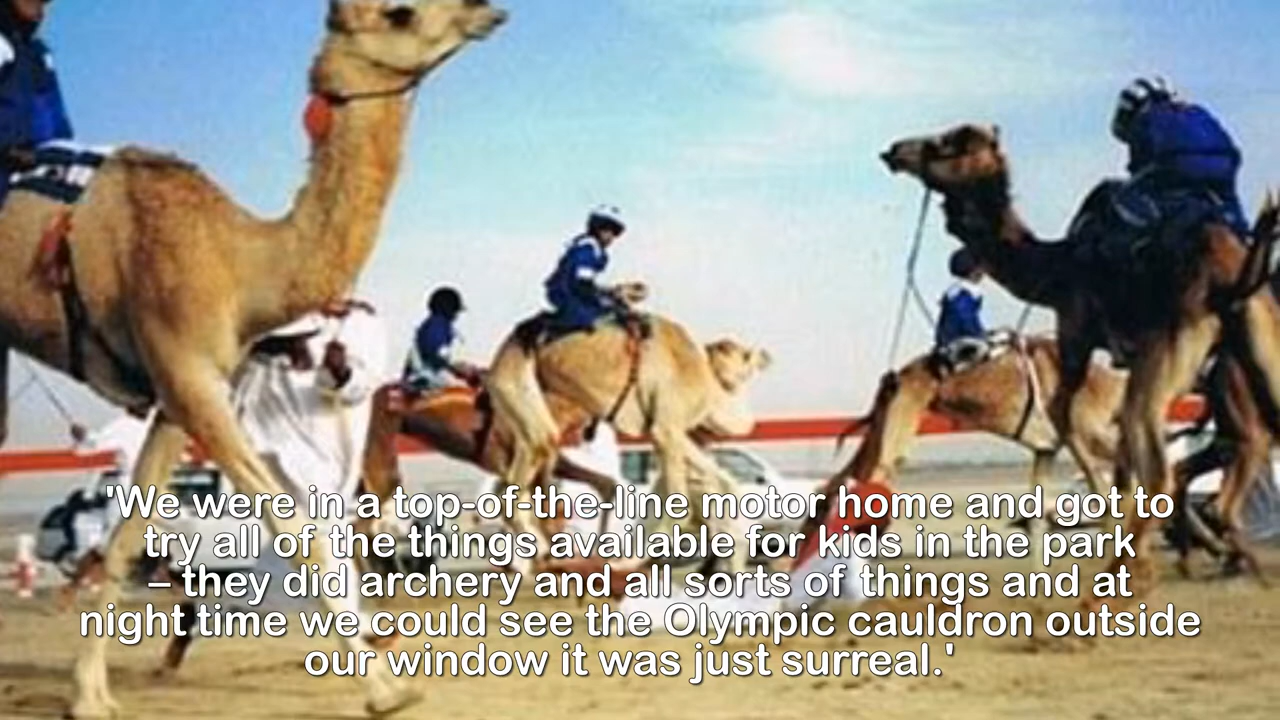 'We were in a top-of-the-line motor home and got to
try all of the things available for kids in the park
– they did archery and all sorts of things and at
night time we could see the Olympic cauldron outside
our window it was just surreal.'